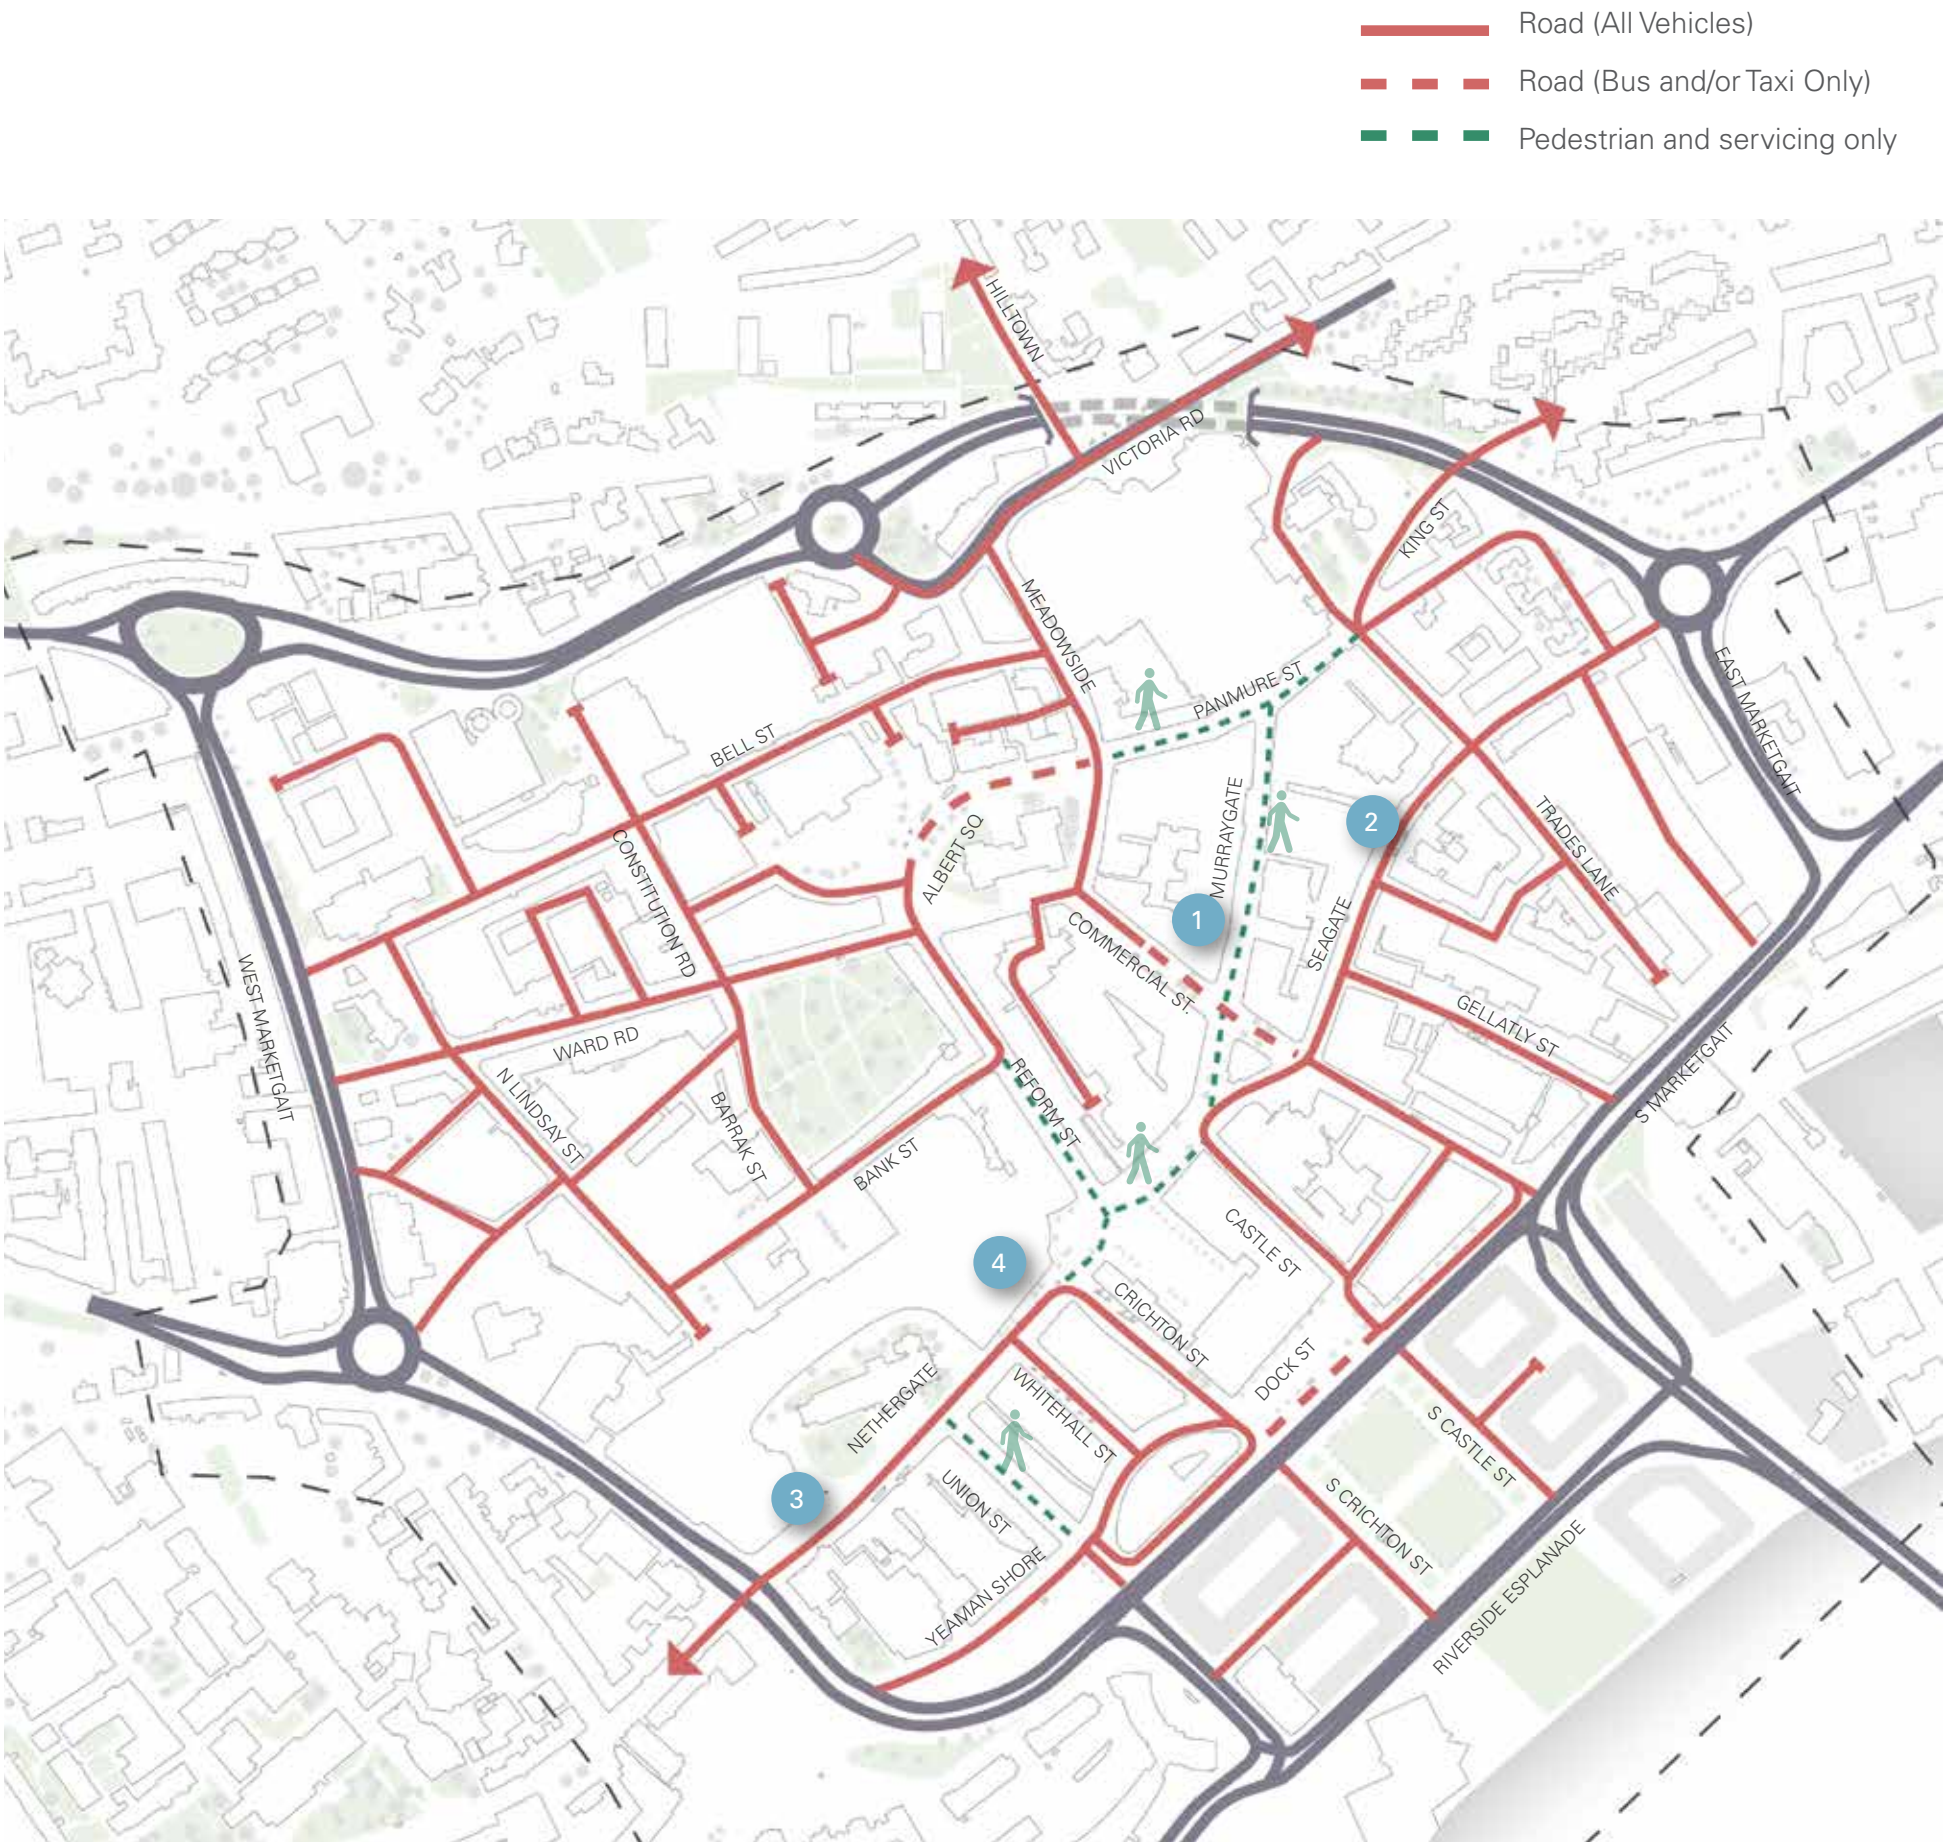 Road (All Vehicles)
Road (Bus and/or Taxi Only)
Pedestrian and servicing only
HILLTOWN
VICTORIA RD
KING ST
MEADOWSIDE
PANMURE ST
EAST MARKETGAIT
BELL ST
MURRAYGATE
2
TRADES LANE
ALBERT SQ
CONSTITUTION RD
1
COMMERCIAL ST.
SEAGATE
WEST MARKETGAIT
GELLATLY ST
WARD RD
S MARKETGAIT
N LINDSAY ST
REFORM ST
BARRAK ST
BANK ST
CASTLE ST
4
CRICHTON ST
DOCK ST
NETHERGATE
WHITEHALL ST
S CASTLE ST
3
UNION ST
S CRICHTON ST
YEAMAN SHORE
RIVERSIDE ESPLANADE